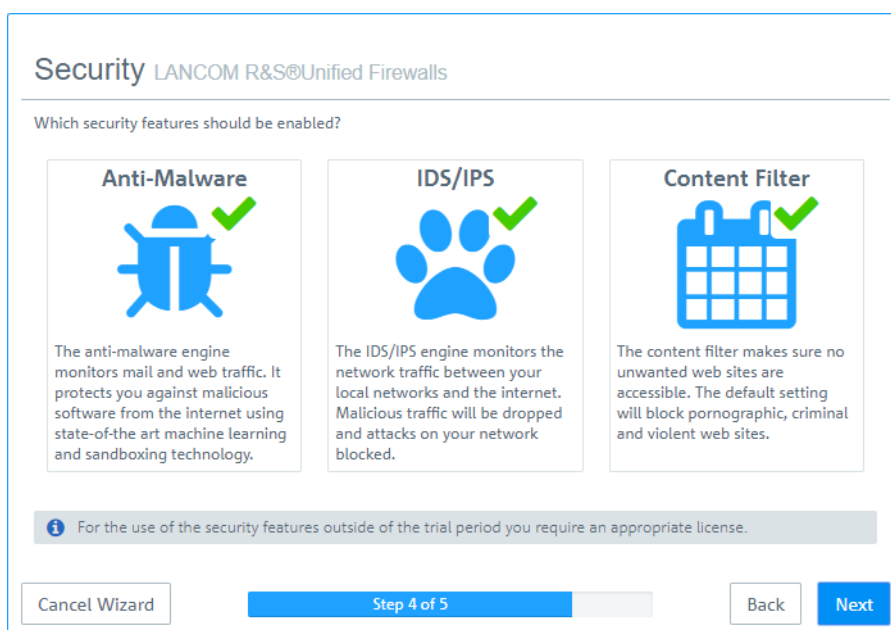 Security LANCOM R&S®Unified Firewalls
Which security features should be enabled?
Anti-Malware
The anti-malware engine
monitors mail and web traffic. It
protects you against malicious
software from the internet using
state-of-the art machine learning
and sandboxing technology.
IDS/IPS
The IDS/IPS engine monitors the
network traffic between your
local networks and the internet.
Malicious traffic will be dropped
and attacks on your network
blocked.
Content Filter
The content filter makes sure no
unwanted web sites are
accessible. The default setting
will block pornographic, criminal
and violent web sites.
For the use of the security features outside of the trial period you require an appropriate license.
Cancel Wizard
Step 4 of 5
Back
Next